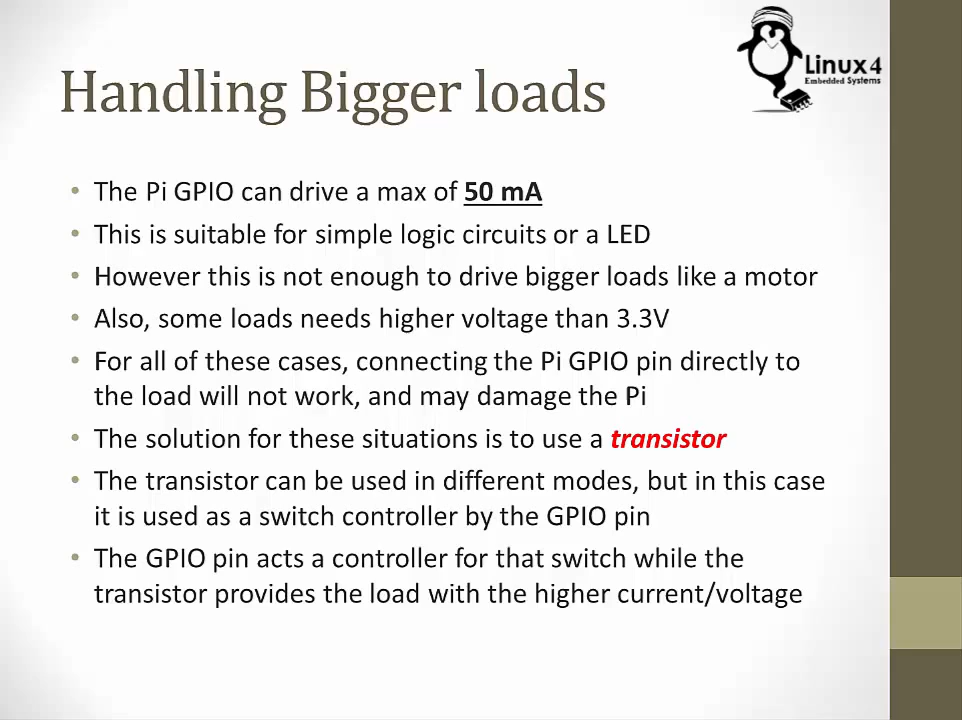 Linux4
Embedded Systems
Handling Bigger loads
• The Pi GPIO can drive a max of 50 mA
• This is suitable for simple logic circuits or a LED
• However this is not enough to drive bigger loads like a motor
• Also, some loads needs higher voltage than 3.3V
• For all of these cases, connecting the Pi GPIO pin directly to
the load will not work, and may damage the Pi
• The solution for these situations is to use a transistor
• The transistor can be used in different modes, but in this case
it is used as a switch controller by the GPIO pin
• The GPIO pin acts a controller for that switch while the
transistor provides the load with the higher current/voltage